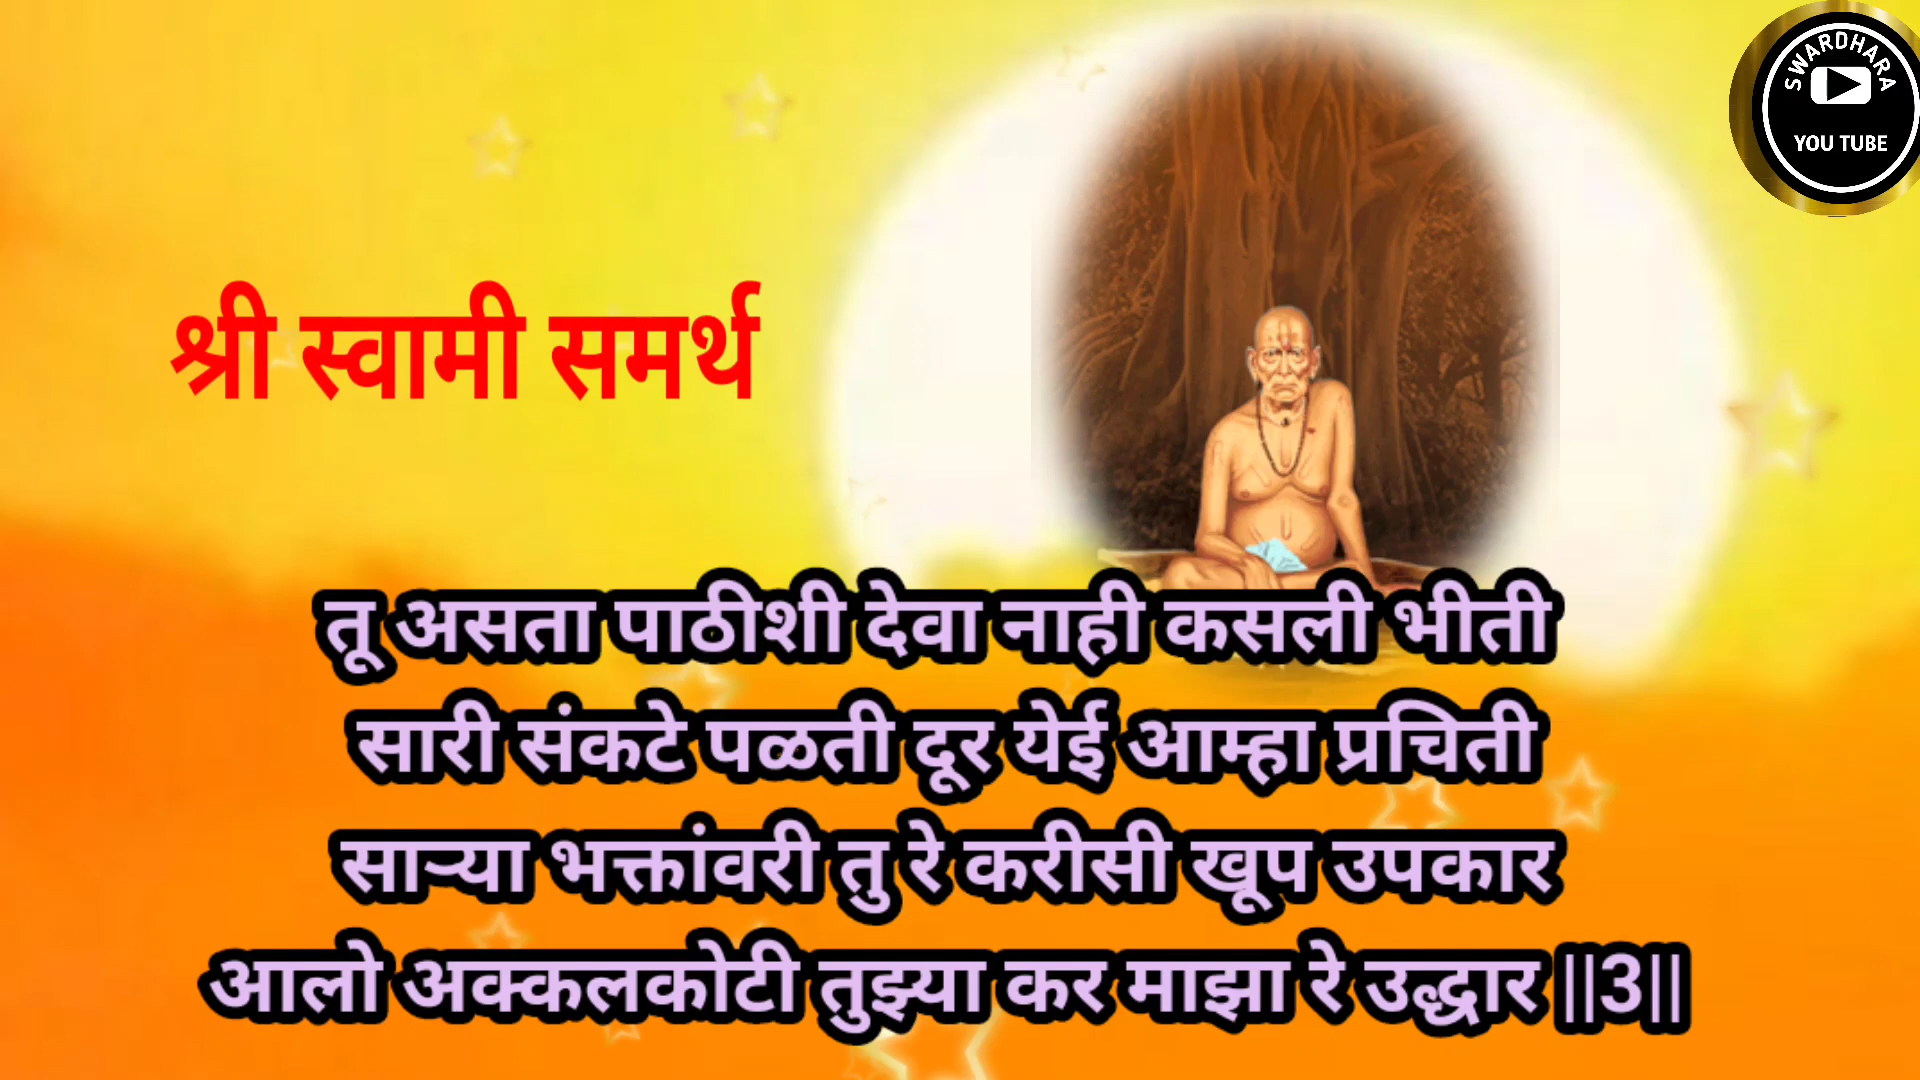 SWARDHARA
YOU TUBE
श्री स्वामी समर्थ
तू असता पाठीशी देवा नाही कसली भीती
सारी संकटे पळती दूर येई आम्हा प्रचिती
साऱ्या भक्तांवरी तु रे करीसी खूप उपकार
आलो अक्कलकोटी तुझ्या कर माझा रे उद्धार ||3||